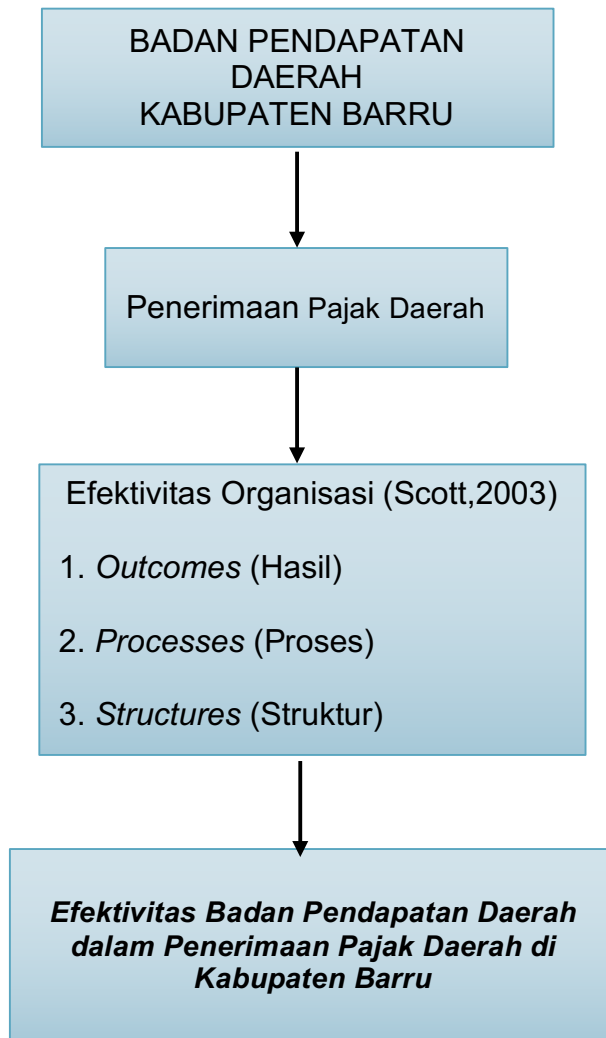 BADAN PENDAPATAN
DAERAH
KABUPATEN BARRU
Penerimaan Pajak Daerah
Efektivitas Organisasi (Scott,2003)
1. Outcomes (Hasil)
2. Processes (Proses)
3. Structures (Struktur)
Efektivitas Badan Pendapatan Daerah
dalam Penerimaan Pajak Daerah di
Kabupaten Barru